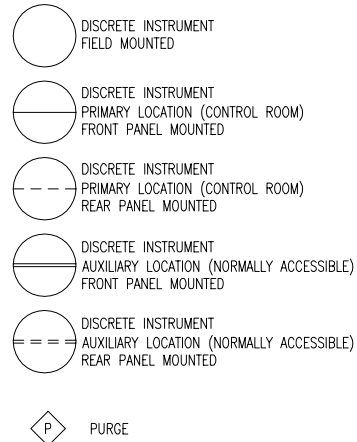 DISCRETE INSTRUMENT
FIELD MOUNTED
DISCRETE INSTRUMENT
PRIMARY LOCATION (CONTROL ROOM)
FRONT PANEL MOUNTED
DISCRETE INSTRUMENT
PRIMARY LOCATION (CONTROL ROOM)
REAR PANEL MOUNTED
DISCRETE INSTRUMENT
AUXILIARY LOCATION (NORMALLY ACCESSIBLE)
FRONT PANEL MOUNTED
DISCRETE INSTRUMENT
AUXILIARY LOCATION (NORMALLY ACCESSIBLE)
REAR PANEL MOUNTED
P PURGE